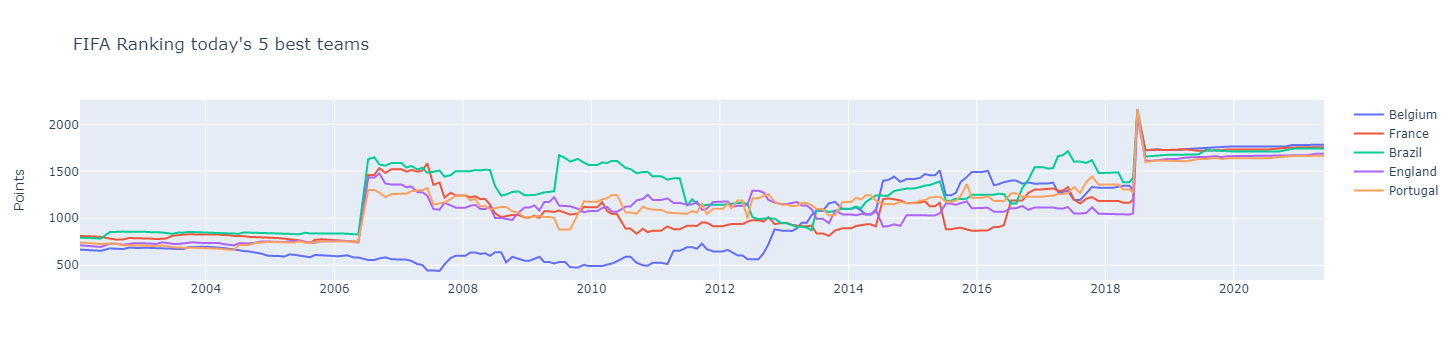 FIFA Ranking today's 5 best teams
Points
2000
1500
1000
500
2004
2006
2008
2010
2012
2014
2016
2018
2020
Belgium
France
Brazil
England
Portugal